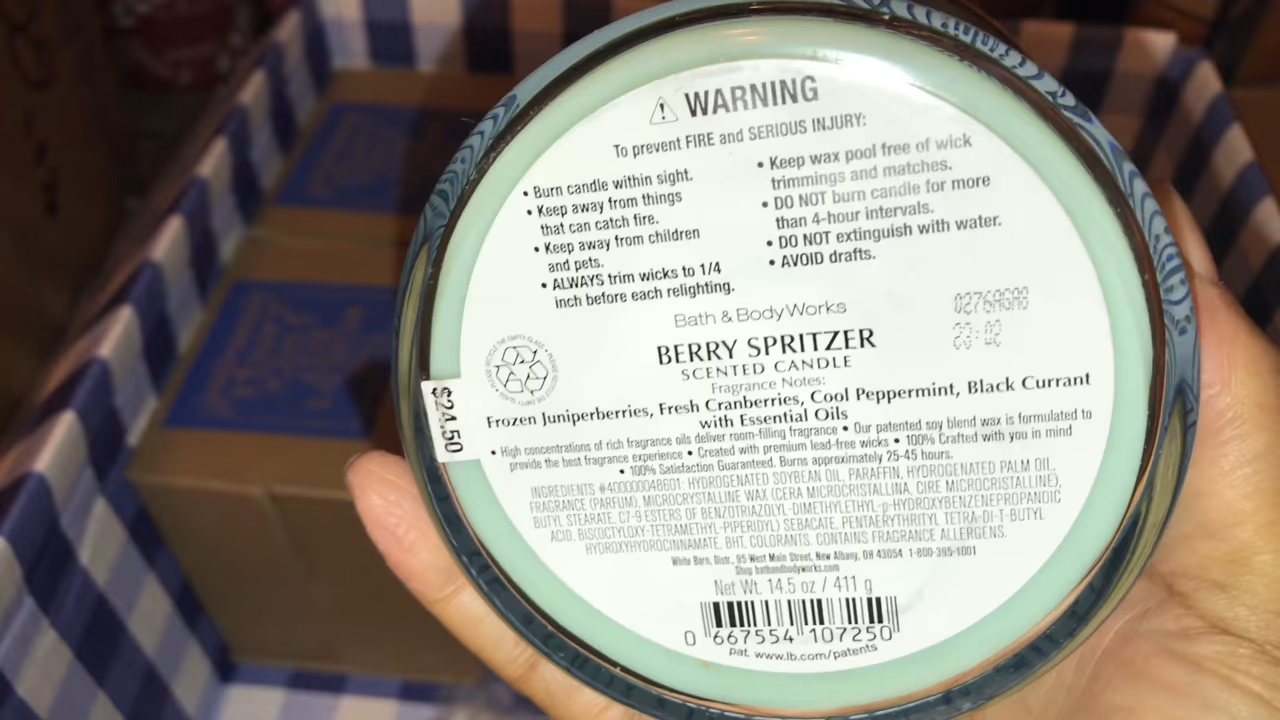 WARNING
To prevent FIRE and SERIOUS INJURY:
• Burn candle within sight.
• Keep away from things
that can catch fire.
• Keep away from children
and pets.
• ALWAYS trim wicks to 1/4
inch before each relighting.
• Keep wax pool free of wick
trimmings and matches.
• DO NOT burn candle for more
than 4-hour intervals.
• DO NOT extinguish with water.
• AVOID drafts.
Bath & Body Works
BERRY SPRITZER
SCENTED CANDLE
Fragrance Notes:
Frozen Juniperberries, Fresh Cranberries, Cool Peppermint, Black Currant
with Essential Oils
• High concentrations of rich fragrance oils deliver room-filling fragrance • Our patented soy blend wax is formulated to
provide the best fragrance experience • Created with premium lead-free wicks • 100% Crafted with you in mind
• 100% Satisfaction Guaranteed. Burns approximately 25-45 hours.
INGREDIENTS #400000048601: HYDROGENATED SOYBEAN OIL, PARAFFIN, HYDROGENATED PALM OIL,
FRAGRANCE (PARFUM), MICROCRYSTALLINE WAX (CERA MICROCRISTALLINA, CIRE MICROCRISTALLINE),
BUTYL STEARATE, C7-9 ESTERS OF BENZOTRIAZOLYL-DIMETHYLETHYL-p-HYDROXYBENZENEPROPANOIC
ACID, BIS(OCTYLOXY-TETRAMETHYL-PIPERIDYL) SEBACATE, PENTAERYTHRITYL TETRA-DI-T-BUTYL
HYDROXYHYDROCINNAMATE, BHT, COLORANTS. CONTAINS FRAGRANCE ALLERGENS.
White Barn, Distr., 95 West Main Street, New Albany, OH 43054 1-800-395-1001
Shop bathandbodyworks.com
Net Wt. 14.5 oz / 411 g
0 667554 107250
pat. www.lb.com/patents
$24.50